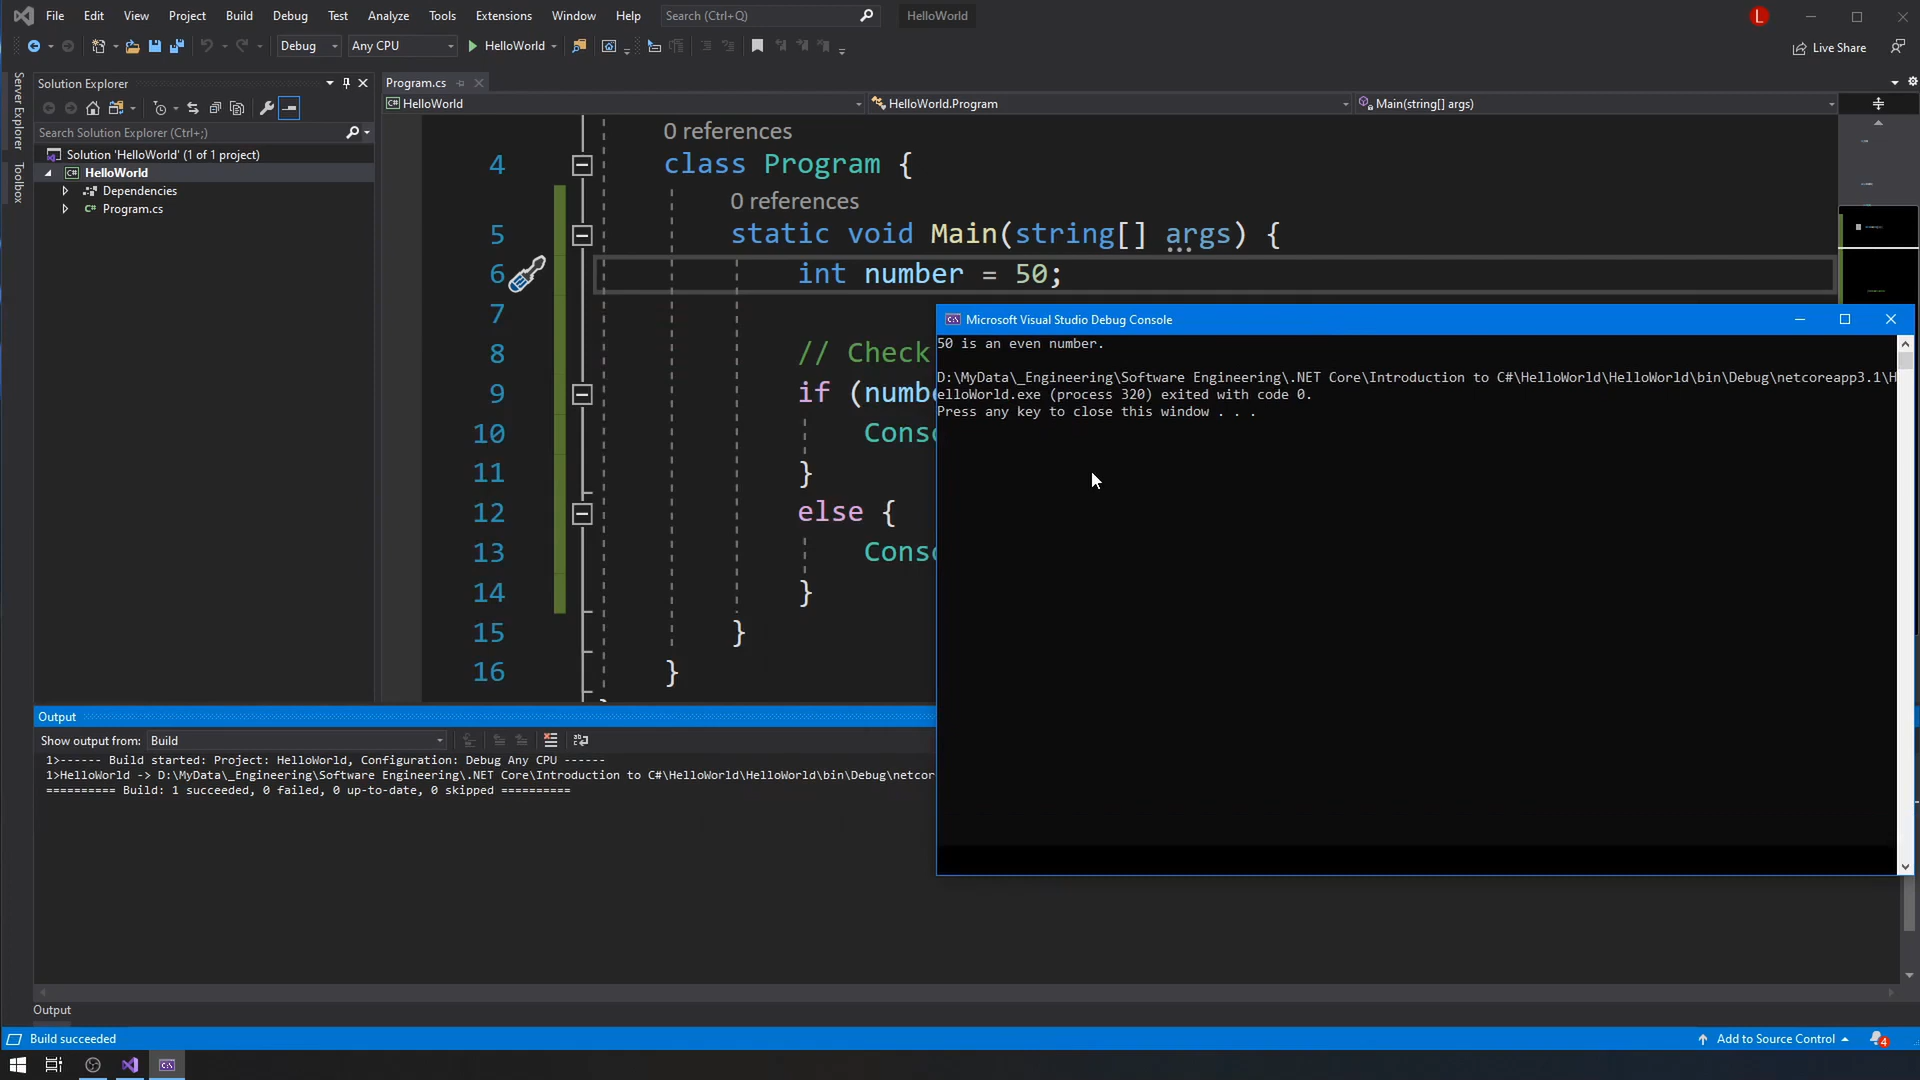 File Edit View Project Build Debug Test Analyze Tools Extensions Window Help Search (Ctrl+Q) HelloWorld L
Debug Any CPU HelloWorld Live Share
Server Explorer
Toolbox
Solution Explorer
Search Solution Explorer (Ctrl+;)
Solution 'HelloWorld' (1 of 1 project)
C# HelloWorld
Dependencies
C# Program.cs
Program.cs
C# HelloWorld HelloWorld.Program Main(string[] args)
0 references
4 class Program {
0 references
5 static void Main(string[] args) {
6 int number = 50;
7
8 // Check
9 if (numbe
10 Conso
11 }
12 else {
13 Conso
14 }
15 }
16 }
Microsoft Visual Studio Debug Console
50 is an even number.
D:\MyData\_Engineering\Software Engineering\.NET Core\Introduction to C#\HelloWorld\HelloWorld\bin\Debug\netcoreapp3.1\H
elloWorld.exe (process 320) exited with code 0.
Press any key to close this window . . .
Output
Show output from: Build
1>------ Build started: Project: HelloWorld, Configuration: Debug Any CPU ------
1>HelloWorld -> D:\MyData\_Engineering\Software Engineering\.NET Core\Introduction to C#\HelloWorld\HelloWorld\bin\Debug\netcor
========== Build: 1 succeeded, 0 failed, 0 up-to-date, 0 skipped ==========
Output
Build succeeded Add to Source Control 4